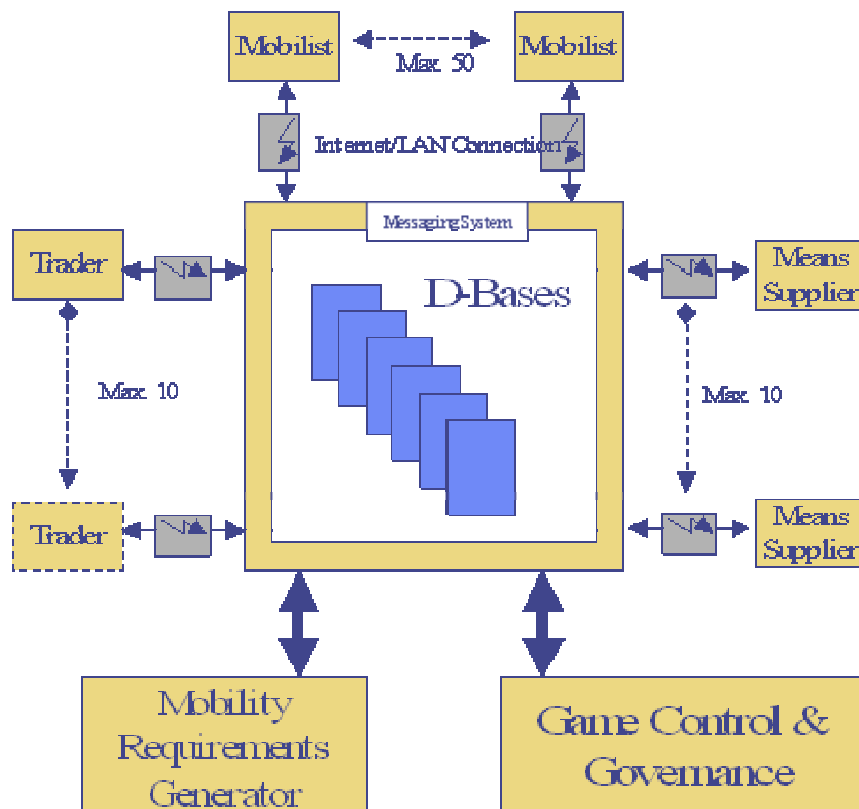 Mobilist
Mobilist
Max. 50
Internet/LAN Connection
Messaging System
Trader
Means
Supplier
D-Bases
Max. 10
Max. 10
Trader
Means
Supplier
Mobility
Requirements
Generator
Game Control &
Governance